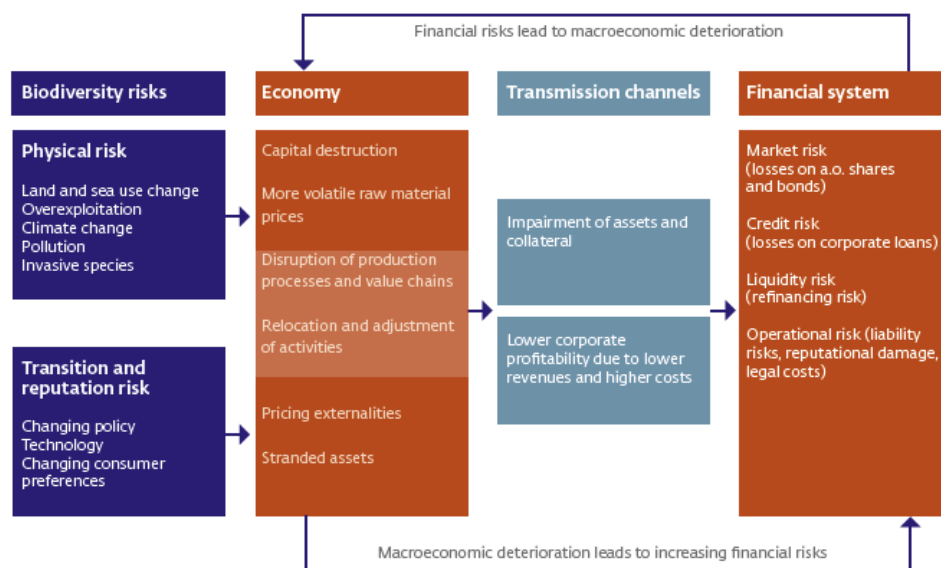 Financial risks lead to macroeconomic deterioration
Biodiversity risks
Economy
Transmission channels
Financial system
Physical risk
Land and sea use change
Overexploitation
Climate change
Pollution
Invasive species
Transition and
reputation risk
Changing policy
Technology
Changing consumer
preferences
Capital destruction
More volatile raw material
prices
Disruption of production
processes and value chains
Relocation and adjustment
of activities
Pricing externalities
Stranded assets
Impairment of assets and
collateral
Lower corporate
profitability due to lower
revenues and higher costs
Market risk
(losses on a.o. shares
and bonds)
Credit risk
(losses on corporate loans)
Liquidity risk
(refinancing risk)
Operational risk (liability
risks, reputational damage,
legal costs)
Macroeconomic deterioration leads to increasing financial risks